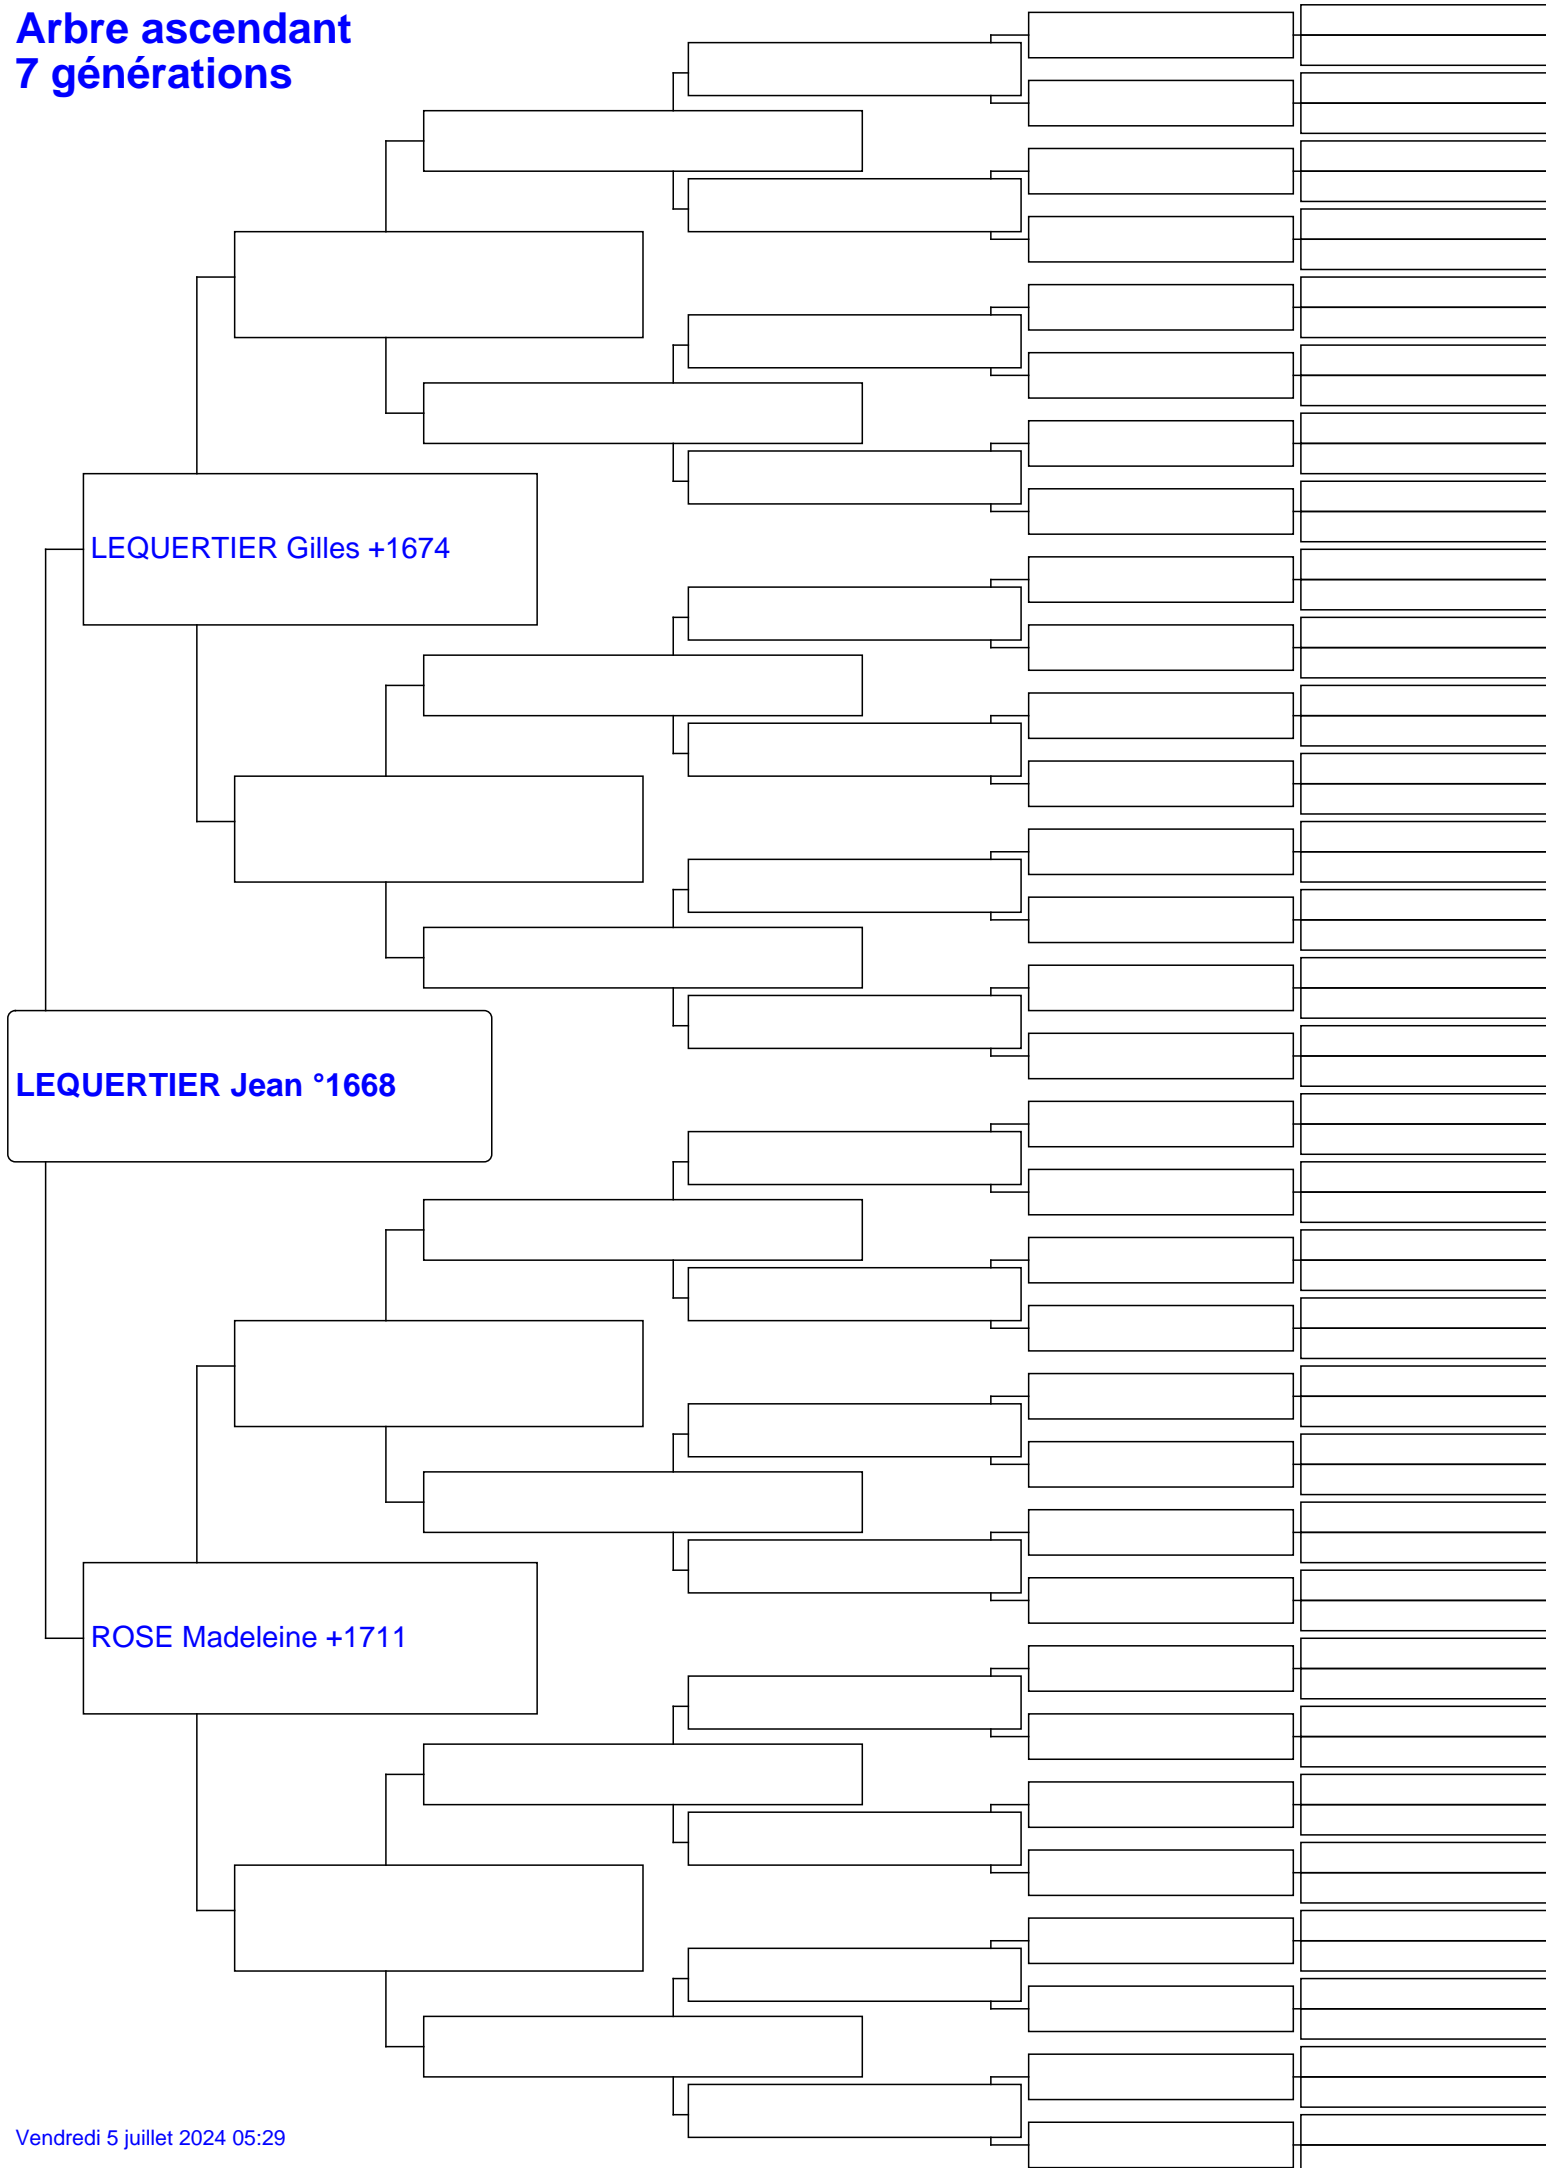 Arbre ascendant
7 générations
LEQUERTIER Gilles +1674
LEQUERTIER Jean °1668
ROSE Madeleine +1711
Vendredi 5 juillet 2024 05:29